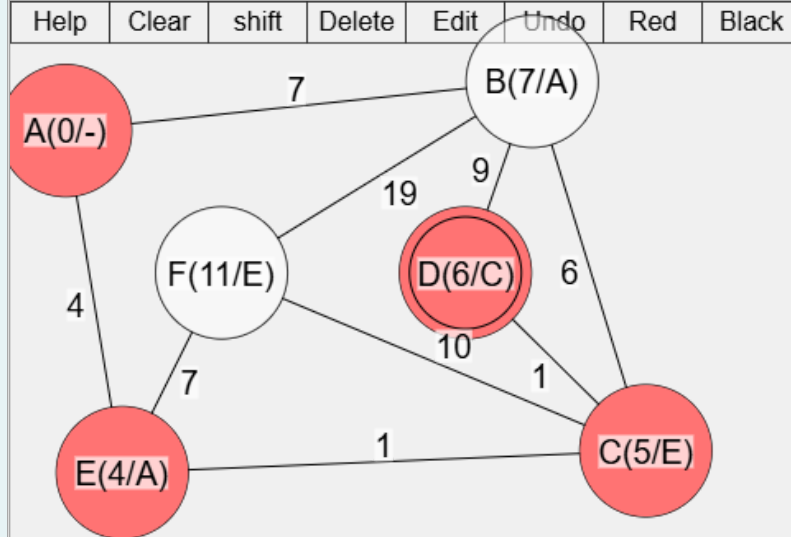 Help Clear shift Delete Edit Undo Red Black
B(7/A)
7
A(0/-)
9
19
F(11/E)
D(6/C)
6
4
10
7
1
1
C(5/E)
E(4/A)